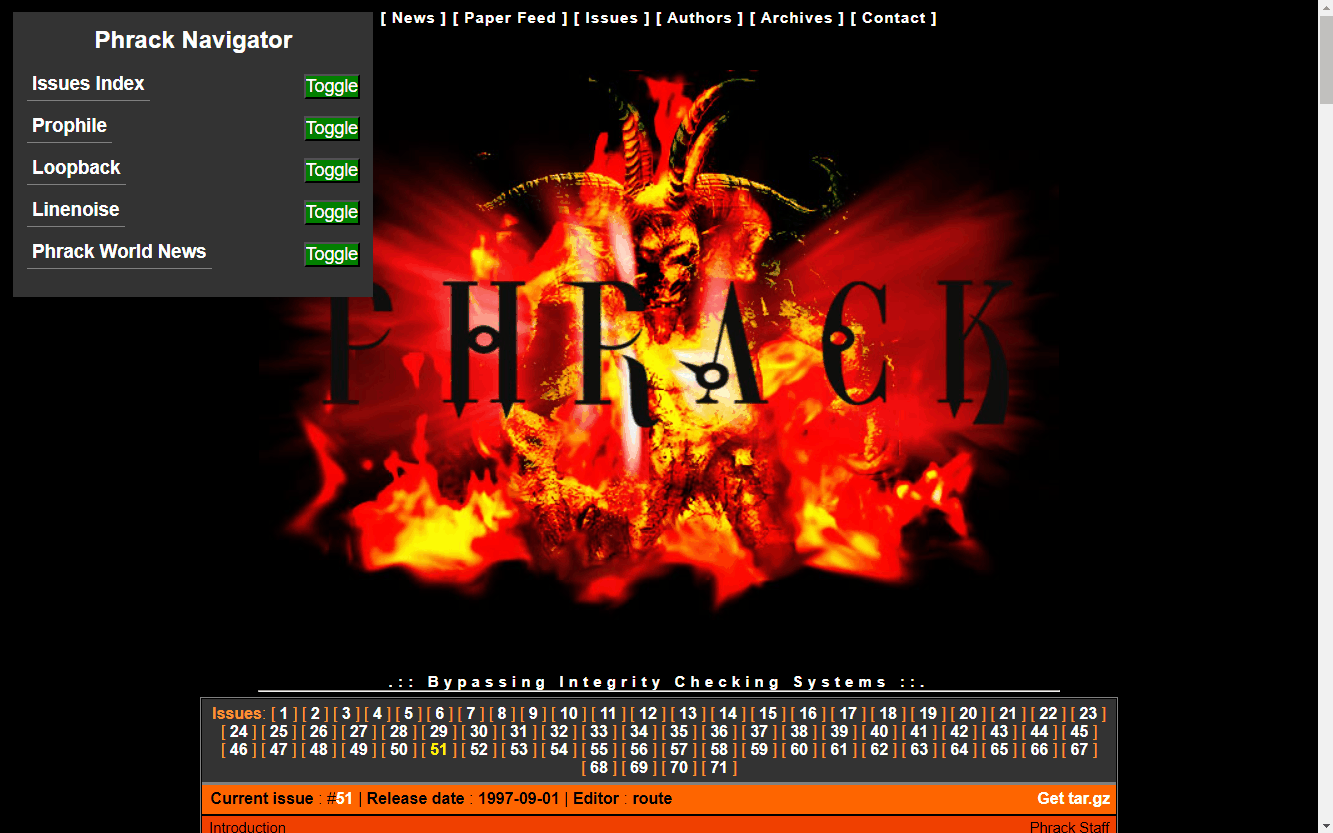 [ News ] [ Paper Feed ] [ Issues ] [ Authors ] [ Archives ] [ Contact ]
Phrack Navigator
Issues Index Toggle
Prophile Toggle
Loopback Toggle
Linenoise Toggle
Phrack World News Toggle
PHRACK
.:: Bypassing Integrity Checking Systems ::.
Issues: [ 1 ] [ 2 ] [ 3 ] [ 4 ] [ 5 ] [ 6 ] [ 7 ] [ 8 ] [ 9 ] [ 10 ] [ 11 ] [ 12 ] [ 13 ] [ 14 ] [ 15 ] [ 16 ] [ 17 ] [ 18 ] [ 19 ] [ 20 ] [ 21 ] [ 22 ] [ 23 ]
[ 24 ] [ 25 ] [ 26 ] [ 27 ] [ 28 ] [ 29 ] [ 30 ] [ 31 ] [ 32 ] [ 33 ] [ 34 ] [ 35 ] [ 36 ] [ 37 ] [ 38 ] [ 39 ] [ 40 ] [ 41 ] [ 42 ] [ 43 ] [ 44 ] [ 45 ]
[ 46 ] [ 47 ] [ 48 ] [ 49 ] [ 50 ] [ 51 ] [ 52 ] [ 53 ] [ 54 ] [ 55 ] [ 56 ] [ 57 ] [ 58 ] [ 59 ] [ 60 ] [ 61 ] [ 62 ] [ 63 ] [ 64 ] [ 65 ] [ 66 ] [ 67 ]
[ 68 ] [ 69 ] [ 70 ] [ 71 ]
Current issue : #51 | Release date : 1997-09-01 | Editor : route Get tar.gz
Introduction Phrack Staff